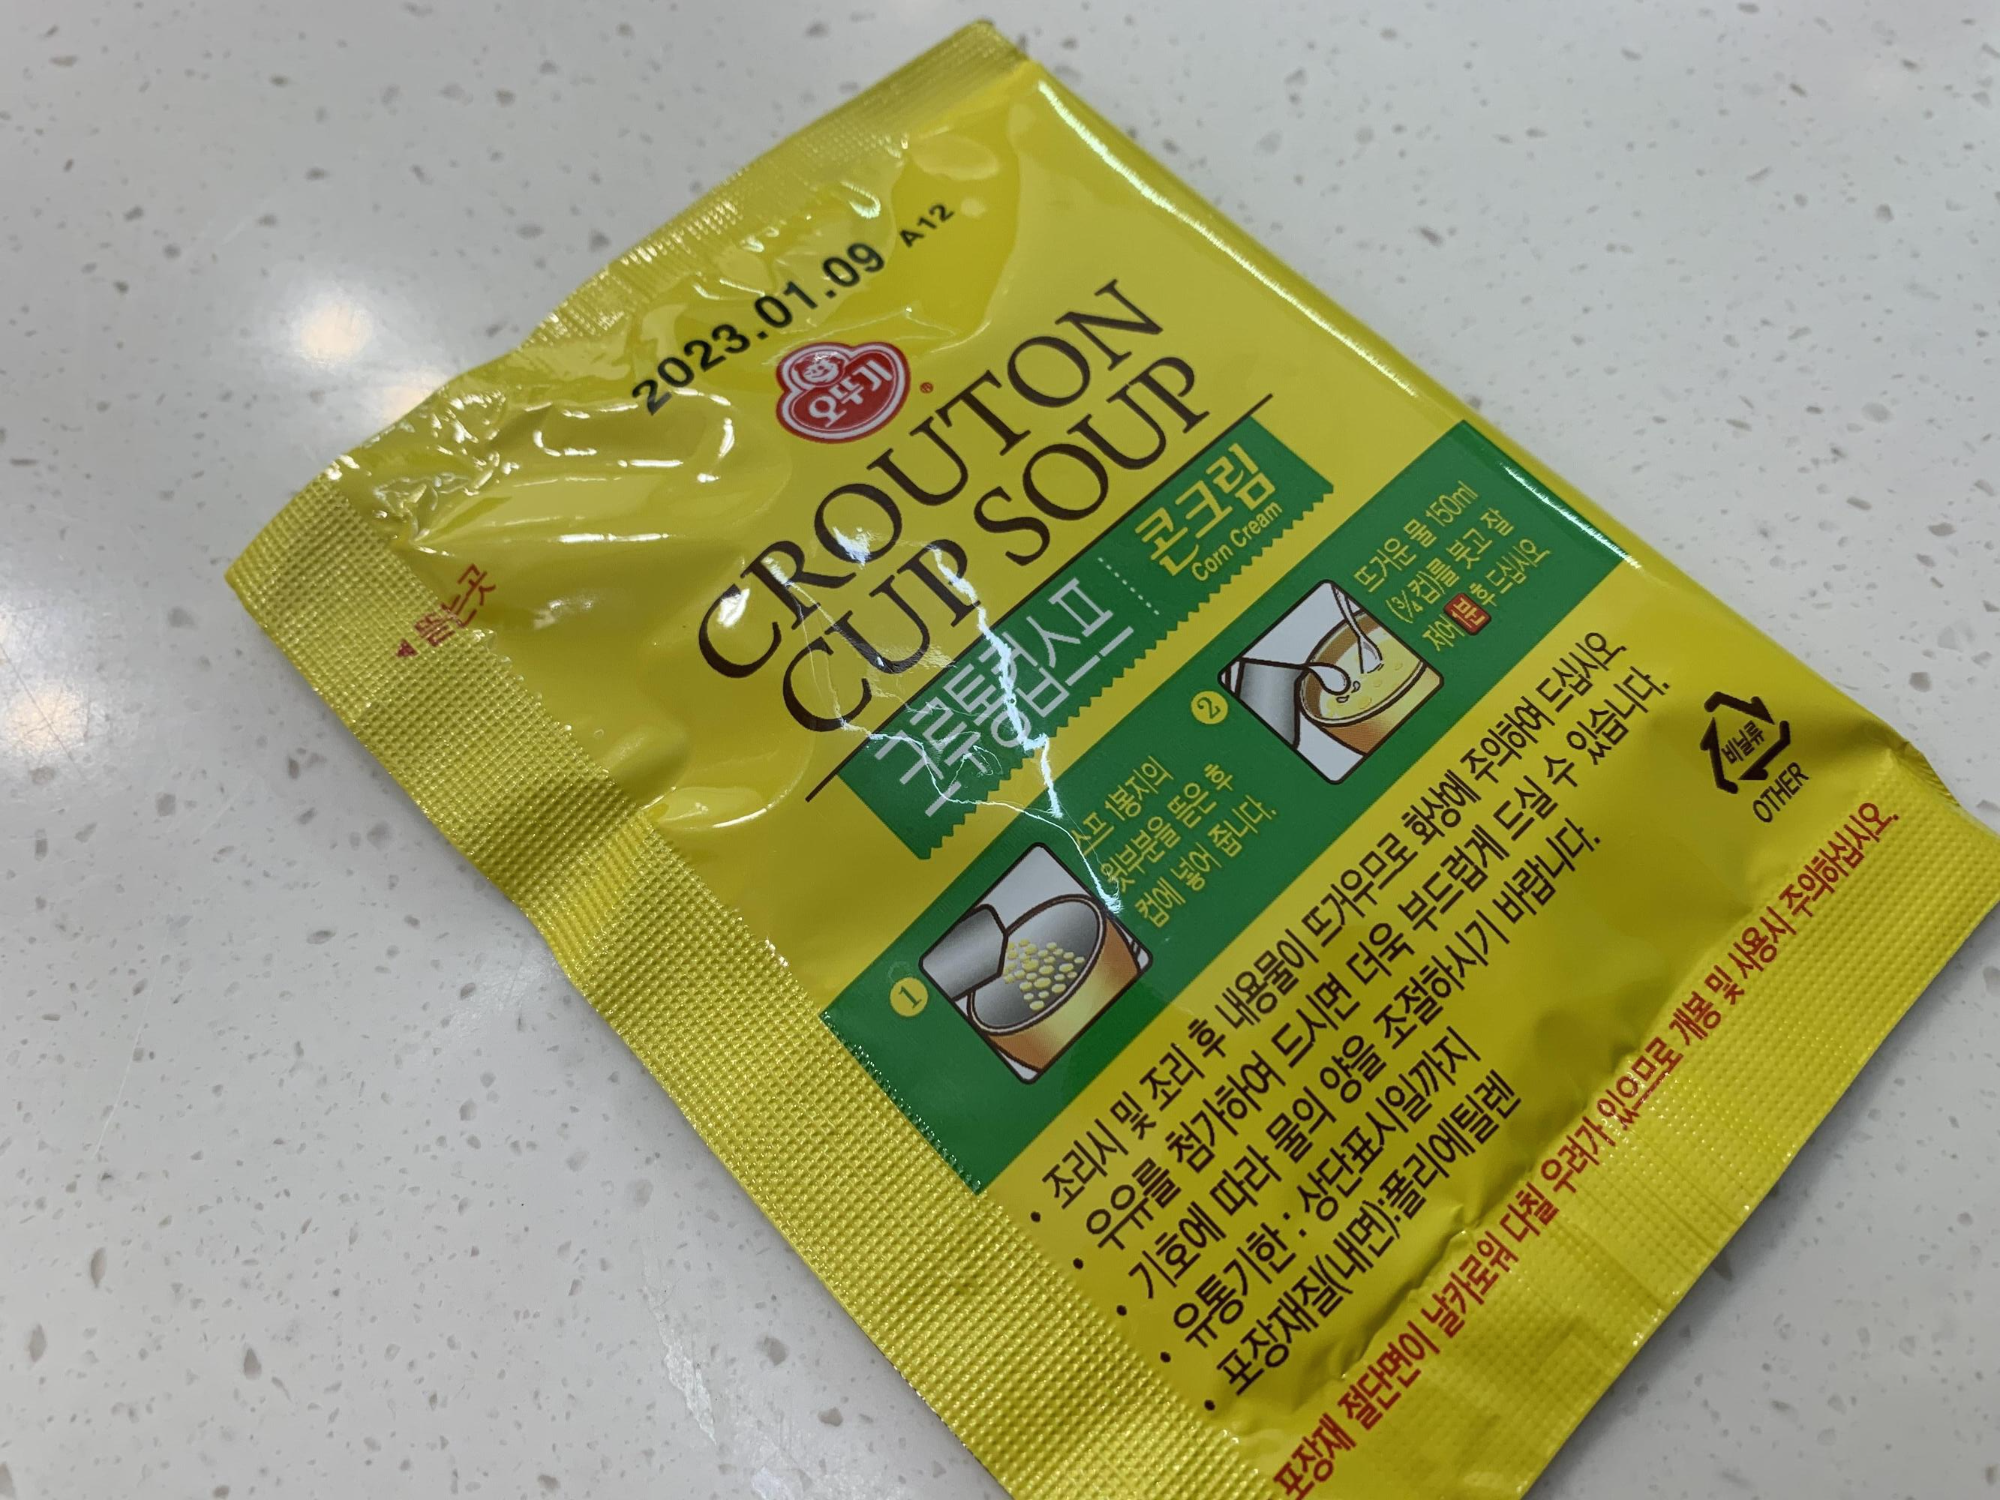 2023.01.09 A12
오뚜기 ®
◀ 뜯는곳
CROUTON
CUP SOUP
크루통컵스프
콘크림
Corn Cream
1
스프 1봉지의
윗부분을 뜯은 후
컵에 넣어 줍니다.
2
뜨거운 물 150ml
(¾컵)를 붓고 잘
저어 1분 후 드십시오
• 조리시 및 조리 후 내용물이 뜨거우므로 화상에 주의하여 드십시오.
• 우유를 첨가하여 드시면 더욱 부드럽게 드실 수 있습니다.
• 기호에 따라 물의 양을 조절하시기 바랍니다.
• 유통기한 : 상단표시일까지
• 포장재질(내면):폴리에틸렌
비닐류
OTHER
포장재 절단면이 날카로워 다칠 우려가 있으므로 개봉 및 사용시 주의하십시오.